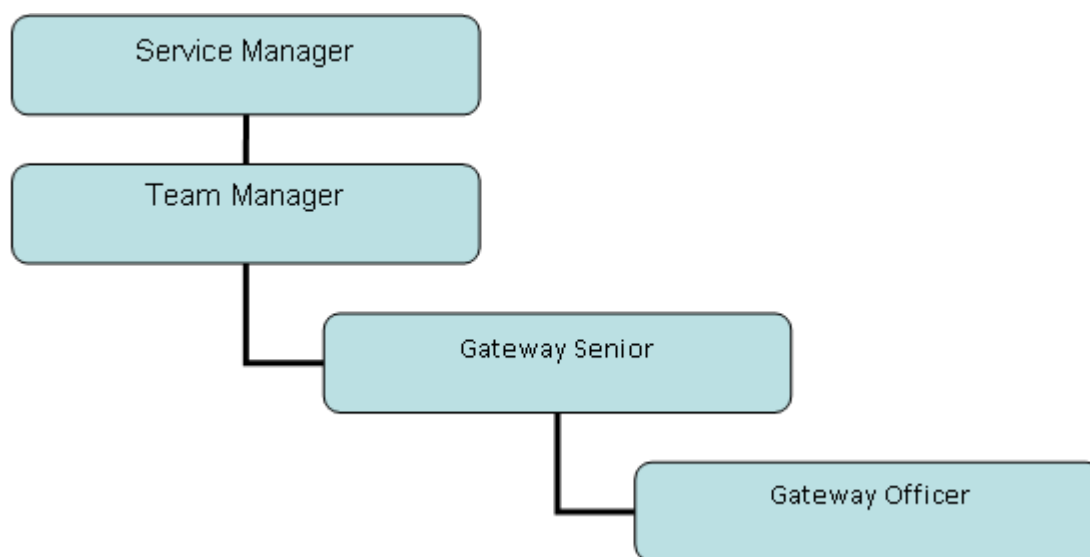 Service Manager
Team Manager
Gateway Senior
Gateway Officer